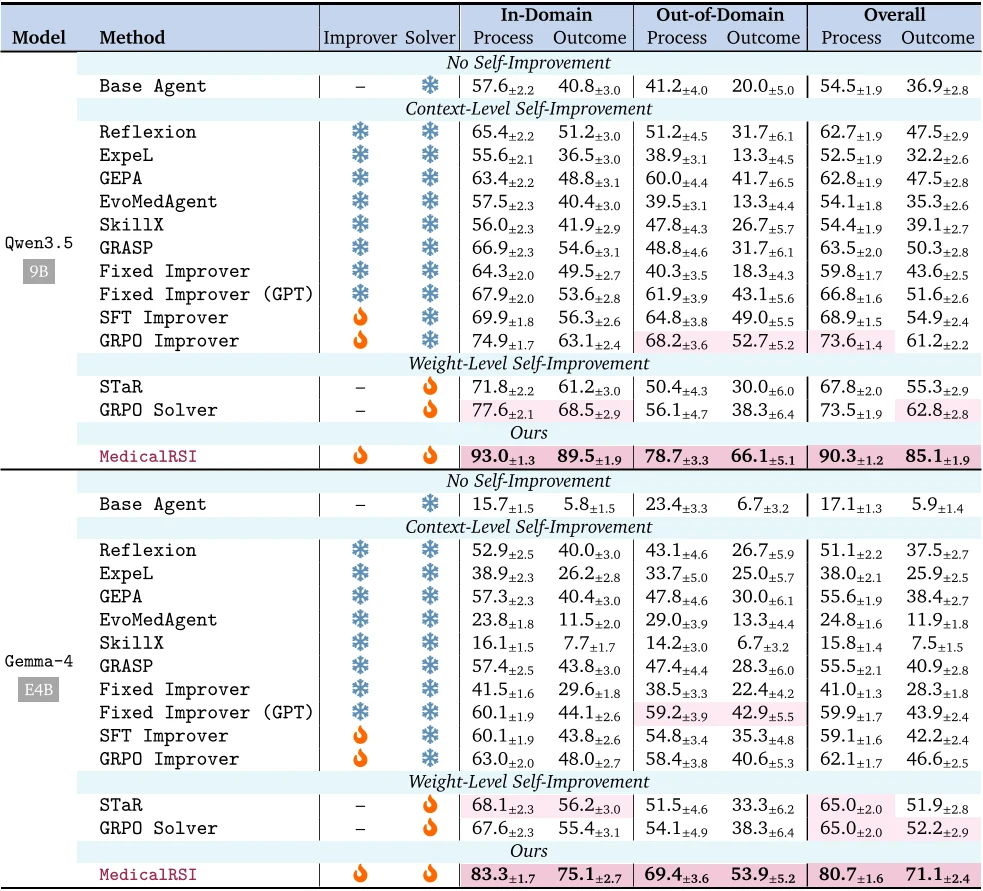 In-Domain Out-of-Domain Overall
Model Method Improver Solver Process Outcome Process Outcome Process Outcome
No Self-Improvement
Base Agent – 57.6±2.2 40.8±3.0 41.2±4.0 20.0±5.0 54.5±1.9 36.9±2.8
Context-Level Self-Improvement
Reflexion 65.4±2.2 51.2±3.0 51.2±4.5 31.7±6.1 62.7±1.9 47.5±2.9
ExpeL 55.6±2.1 36.5±3.0 38.9±3.1 13.3±4.5 52.5±1.9 32.2±2.6
GEPA 63.4±2.2 48.8±3.1 60.0±4.4 41.7±6.5 62.8±1.9 47.5±2.8
EvoMedAgent 57.5±2.3 40.4±3.0 39.5±3.1 13.3±4.4 54.1±1.8 35.3±2.6
SkillX 56.0±2.3 41.9±2.9 47.8±4.3 26.7±5.7 54.4±1.9 39.1±2.7
Qwen3.5
GRASP 66.9±2.3 54.6±3.1 48.8±4.6 31.7±6.1 63.5±2.0 50.3±2.8
9B
Fixed Improver 64.3±2.0 49.5±2.7 40.3±3.5 18.3±4.3 59.8±1.7 43.6±2.5
Fixed Improver (GPT) 67.9±2.0 53.6±2.8 61.9±3.9 43.1±5.6 66.8±1.6 51.6±2.6
SFT Improver 69.9±1.8 56.3±2.6 64.8±3.8 49.0±5.5 68.9±1.5 54.9±2.4
GRPO Improver 74.9±1.7 63.1±2.4 68.2±3.6 52.7±5.2 73.6±1.4 61.2±2.2
Weight-Level Self-Improvement
STaR – 71.8±2.2 61.2±3.0 50.4±4.3 30.0±6.0 67.8±2.0 55.3±2.9
GRPO Solver – 77.6±2.1 68.5±2.9 56.1±4.7 38.3±6.4 73.5±1.9 62.8±2.8
Ours
MedicalRSI 93.0±1.3 89.5±1.9 78.7±3.3 66.1±5.1 90.3±1.2 85.1±1.9
No Self-Improvement
Base Agent – 15.7±1.5 5.8±1.5 23.4±3.3 6.7±3.2 17.1±1.3 5.9±1.4
Context-Level Self-Improvement
Reflexion 52.9±2.5 40.0±3.0 43.1±4.6 26.7±5.9 51.1±2.2 37.5±2.7
ExpeL 38.9±2.3 26.2±2.8 33.7±5.0 25.0±5.7 38.0±2.1 25.9±2.5
GEPA 57.3±2.3 40.4±3.0 47.8±4.6 30.0±6.1 55.6±1.9 38.4±2.7
EvoMedAgent 23.8±1.8 11.5±2.0 29.0±3.9 13.3±4.4 24.8±1.6 11.9±1.8
SkillX 16.1±1.5 7.7±1.7 14.2±3.0 6.7±3.2 15.8±1.4 7.5±1.5
Gemma-4
GRASP 57.4±2.5 43.8±3.0 47.4±4.4 28.3±6.0 55.5±2.1 40.9±2.8
E4B
Fixed Improver 41.5±1.6 29.6±1.8 38.5±3.3 22.4±4.2 41.0±1.3 28.3±1.8
Fixed Improver (GPT) 60.1±1.9 44.1±2.6 59.2±3.9 42.9±5.5 59.9±1.7 43.9±2.4
SFT Improver 60.1±1.9 43.8±2.6 54.8±3.4 35.3±4.8 59.1±1.6 42.2±2.4
GRPO Improver 63.0±2.0 48.0±2.7 58.4±3.8 40.6±5.3 62.1±1.7 46.6±2.5
Weight-Level Self-Improvement
STaR – 68.1±2.3 56.2±3.0 51.5±4.6 33.3±6.2 65.0±2.0 51.9±2.8
GRPO Solver – 67.6±2.3 55.4±3.1 54.1±4.9 38.3±6.4 65.0±2.0 52.2±2.9
Ours
MedicalRSI 83.3±1.7 75.1±2.7 69.4±3.6 53.9±5.2 80.7±1.6 71.1±2.4